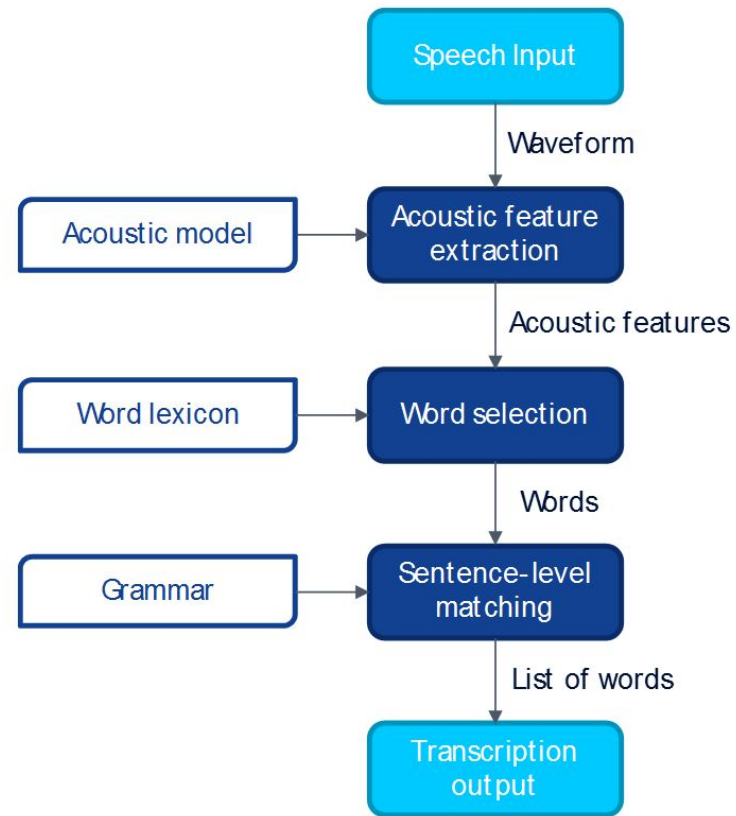 Speech Input
Waveform
Acoustic model
Acoustic feature
extraction
Acoustic features
Word lexicon
Word selection
Words
Grammar
Sentence-level
matching
List of words
Transcription
output